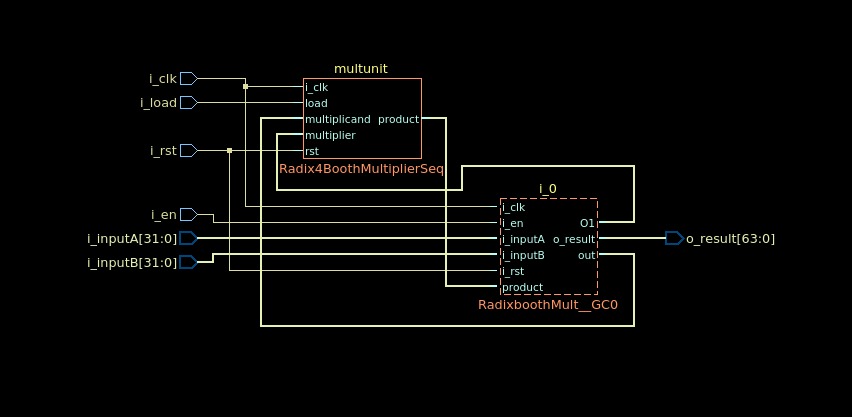 multunit
i_clk
i_load
i_rst
i_clk
load
multiplicand product
multiplier
rst
Radix4BoothMultiplierSeq
i_0
i_en
i_inputA[31:0]
i_inputB[31:0]
i_clk
i_en O1
i_inputA o_result
i_inputB out
i_rst
product
RadixboothMult__GC0
o_result[63:0]